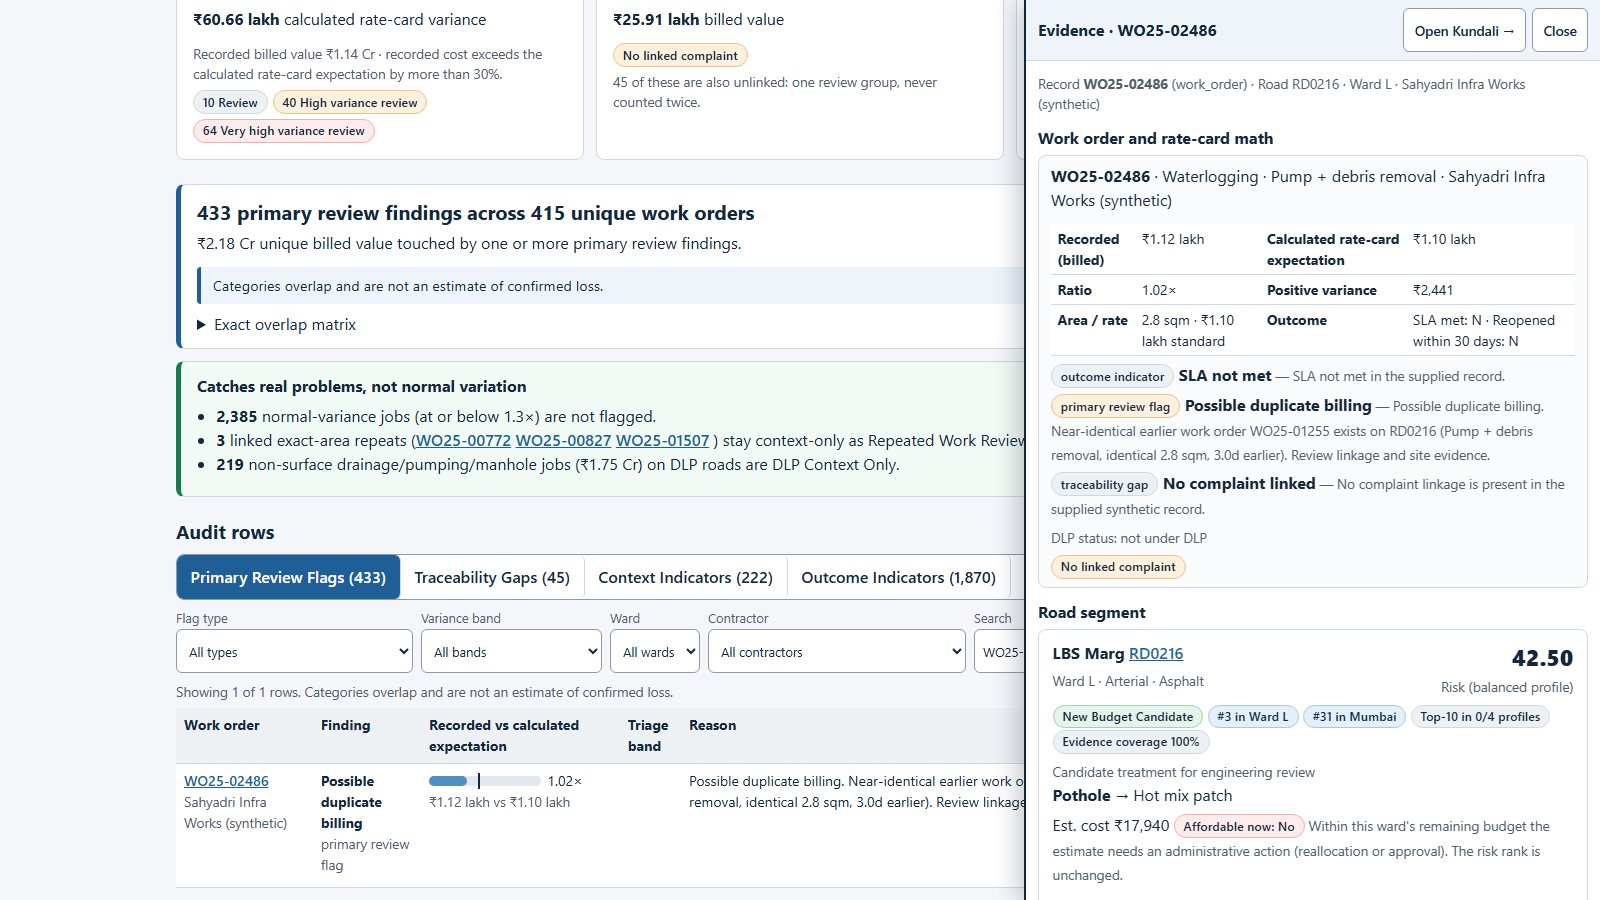 ₹60.66 lakh calculated rate-card variance
Recorded billed value ₹1.14 Cr · recorded cost exceeds the
calculated rate-card expectation by more than 30%.
10 Review
40 High variance review
64 Very high variance review
₹25.91 lakh billed value
No linked complaint
45 of these are also unlinked: one review group, never
counted twice.
433 primary review findings across 415 unique work orders
₹2.18 Cr unique billed value touched by one or more primary review findings.
Categories overlap and are not an estimate of confirmed loss.
▶ Exact overlap matrix
Catches real problems, not normal variation
• 2,385 normal-variance jobs (at or below 1.3×) are not flagged.
• 3 linked exact-area repeats (WO25-00772 WO25-00827 WO25-01507 ) stay context-only as Repeated Work Review
• 219 non-surface drainage/pumping/manhole jobs (₹1.75 Cr) on DLP roads are DLP Context Only.
Audit rows
Primary Review Flags (433)
Traceability Gaps (45)
Context Indicators (222)
Outcome Indicators (1,870)
Flag type
Variance band
Ward
Contractor
Search
All types
All bands
All wards
All contractors
WO25-
Showing 1 of 1 rows. Categories overlap and are not an estimate of confirmed loss.
Work order
Finding
Recorded vs calculated
expectation
Triage
band
Reason
WO25-02486
Sahyadri Infra
Works (synthetic)
Possible
duplicate
billing
primary review
flag
1.02×
₹1.12 lakh vs ₹1.10 lakh
Possible duplicate billing. Near-identical earlier work o
removal, identical 2.8 sqm, 3.0d earlier). Review linkage
Evidence · WO25-02486
Open Kundali →
Close
Record WO25-02486 (work_order) · Road RD0216 · Ward L · Sahyadri Infra Works
(synthetic)
Work order and rate-card math
WO25-02486 · Waterlogging · Pump + debris removal · Sahyadri Infra
Works (synthetic)
Recorded
(billed)
₹1.12 lakh
Calculated rate-card
expectation
₹1.10 lakh
Ratio
1.02×
Positive variance
₹2,441
Area / rate
2.8 sqm · ₹1.10
lakh standard
Outcome
SLA met: N · Reopened
within 30 days: N
outcome indicator SLA not met — SLA not met in the supplied record.
primary review flag Possible duplicate billing — Possible duplicate billing.
Near-identical earlier work order WO25-01255 exists on RD0216 (Pump + debris
removal, identical 2.8 sqm, 3.0d earlier). Review linkage and site evidence.
traceability gap No complaint linked — No complaint linkage is present in the
supplied synthetic record.
DLP status: not under DLP
No linked complaint
Road segment
LBS Marg RD0216
42.50
Ward L · Arterial · Asphalt
Risk (balanced profile)
New Budget Candidate
#3 in Ward L
#31 in Mumbai
Top-10 in 0/4 profiles
Evidence coverage 100%
Candidate treatment for engineering review
Pothole → Hot mix patch
Est. cost ₹17,940 Affordable now: No Within this ward's remaining budget the
estimate needs an administrative action (reallocation or approval). The risk rank is
unchanged.